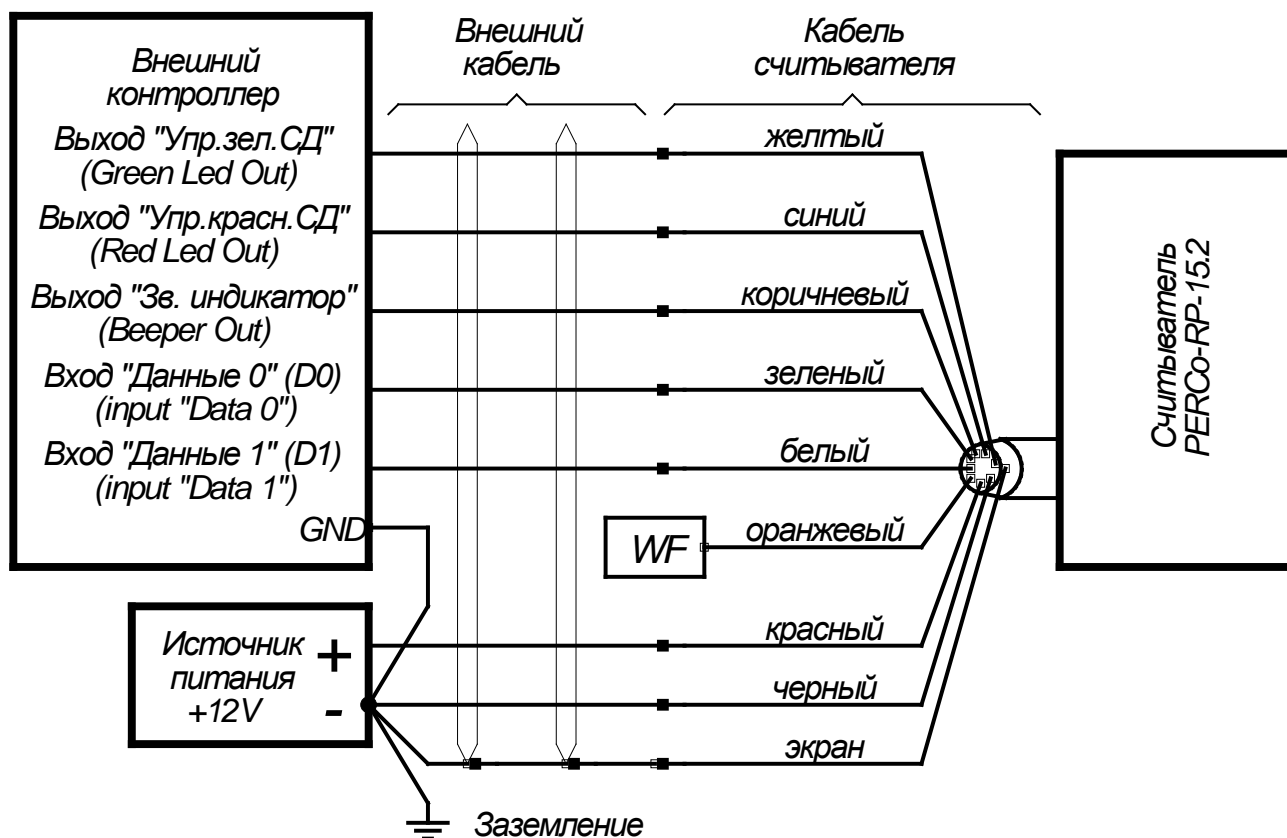 Внешний
контроллер
Выход "Упр.зел.СД"
(Green Led Out)
Выход "Упр.красн.СД"
(Red Led Out)
Выход "Зв. индикатор"
(Beeper Out)
Вход "Данные 0" (D0)
(input "Data 0")
Вход "Данные 1" (D1)
(input "Data 1")
GND
Источник
питания
+12V
+
-
Внешний
кабель
Кабель
считывателя
желтый
синий
коричневый
зеленый
белый
WF
оранжевый
красный
черный
экран
Заземление
Считыватель
PERCo-RP-15.2